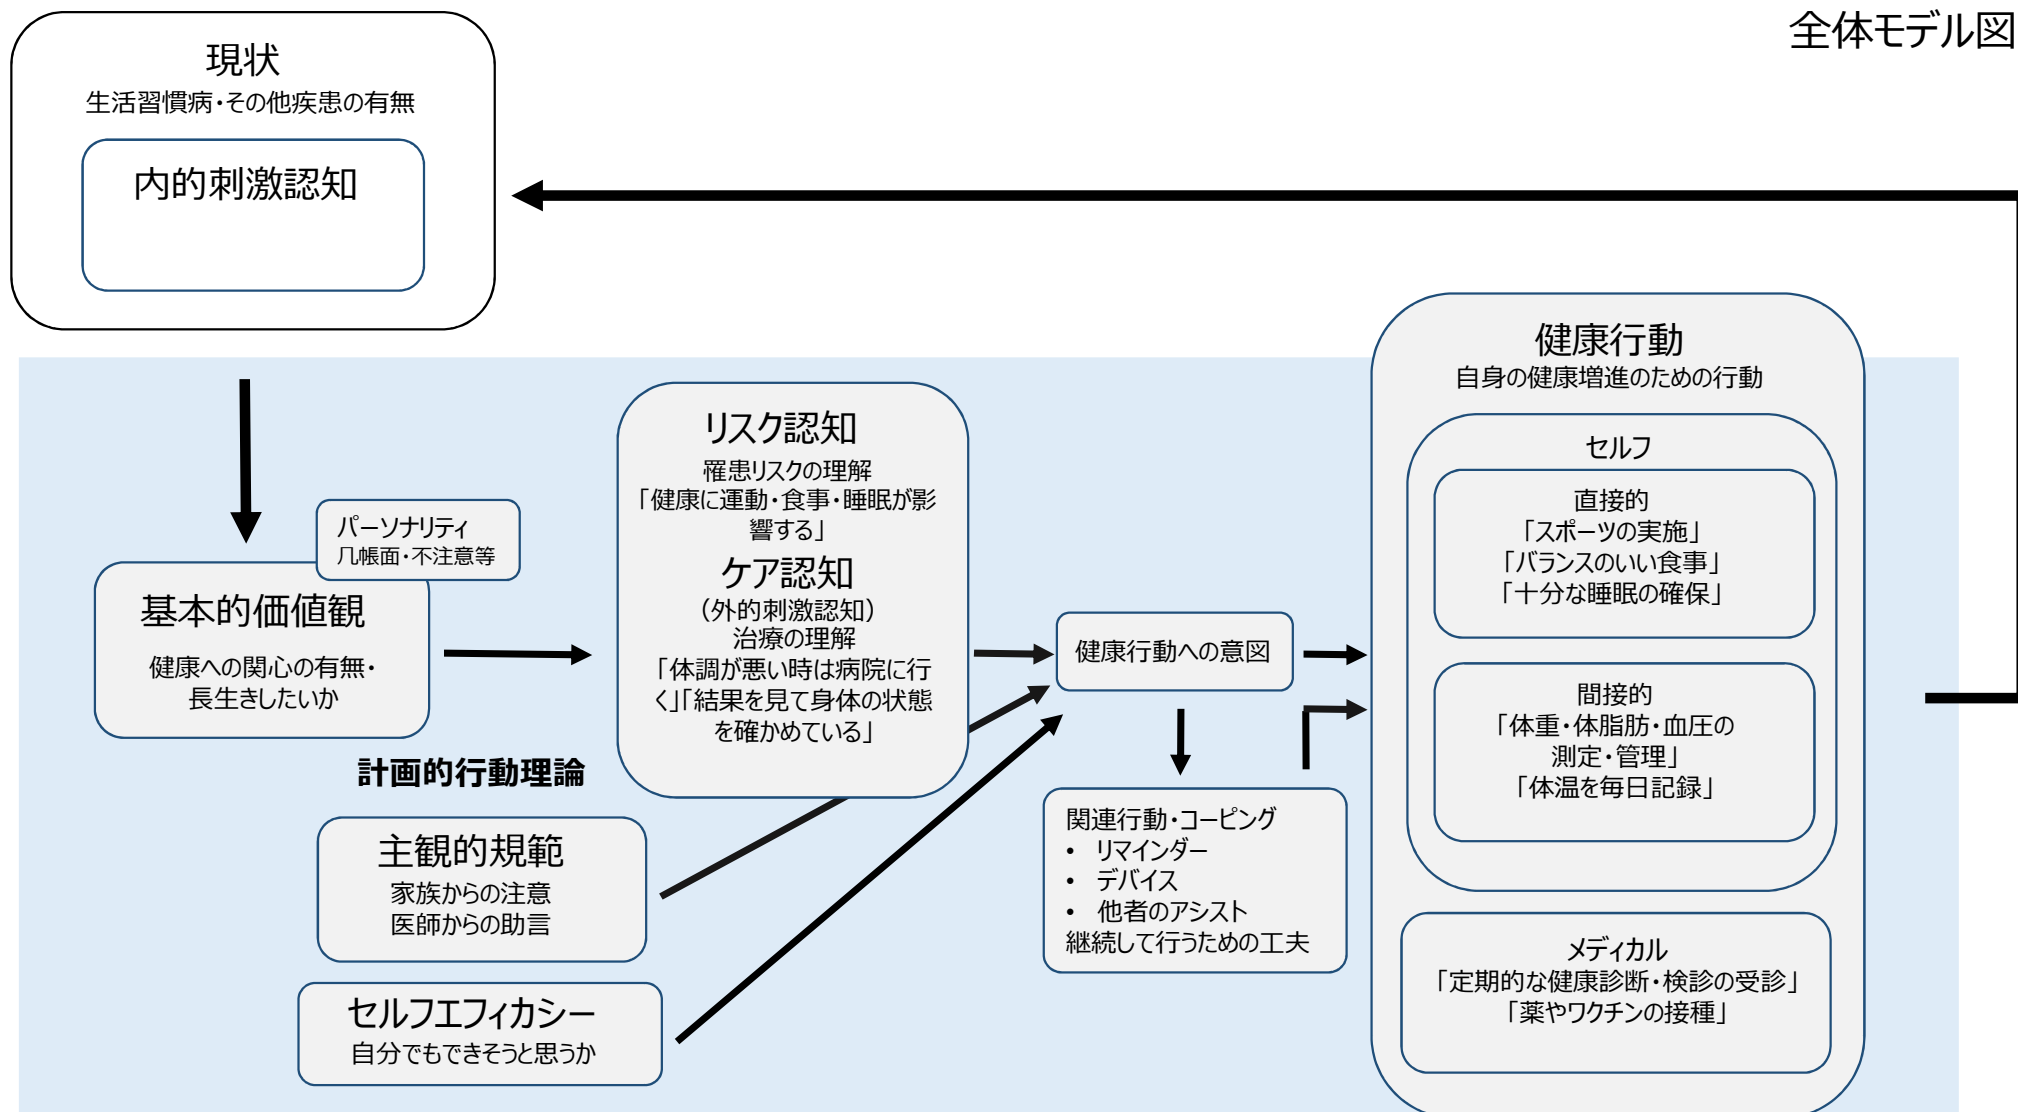 全体モデル図
現状
生活習慣病・その他疾患の有無
内的刺激認知
パーソナリティ
几帳面・不注意等
基本的価値観
健康への関心の有無・
長生きしたいか
リスク認知
罹患リスクの理解
「健康に運動・食事・睡眠が影
響する」
ケア認知
（外的刺激認知）
治療の理解
「体調が悪い時は病院に行
く」「結果を見て身体の状態
を確かめている」
計画的行動理論
主観的規範
家族からの注意
医師からの助言
セルフエフィカシー
自分でもできそうと思うか
健康行動への意図
関連行動・コーピング
• リマインダー
• デバイス
• 他者のアシスト
継続して行うための工夫
健康行動
自身の健康増進のための行動
セルフ
直接的
「スポーツの実施」
「バランスのいい食事」
「十分な睡眠の確保」
間接的
「体重・体脂肪・血圧の
測定・管理」
「体温を毎日記録」
メディカル
「定期的な健康診断・検診の受診」
「薬やワクチンの接種」